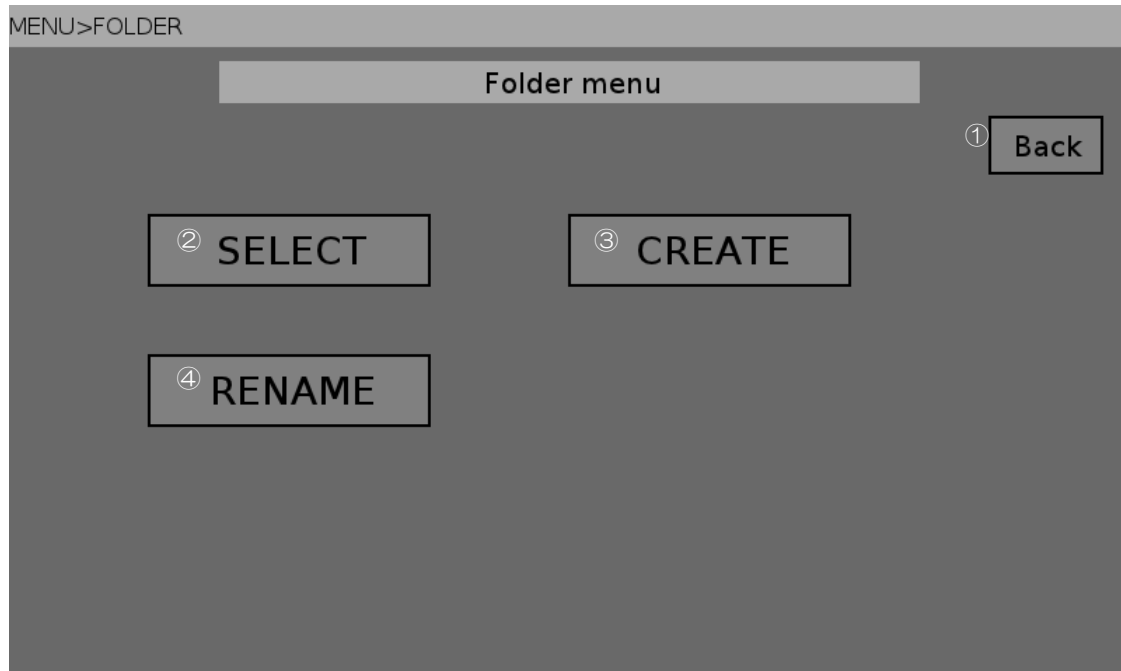 MENU>FOLDER
Folder menu
① Back
② SELECT
③ CREATE
④ RENAME